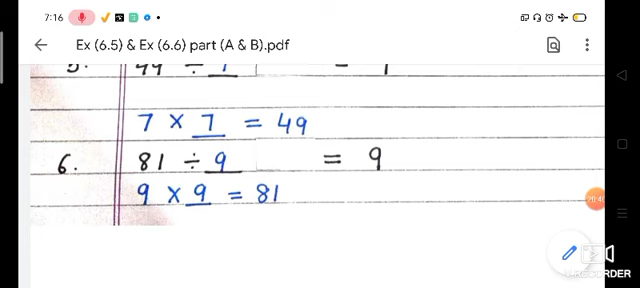 7:16
Ex (6.5) & Ex (6.6) part (A & B).pdf
7 × 7 = 49
6. 81 ÷ 9 = 9
9 × 9 = 81